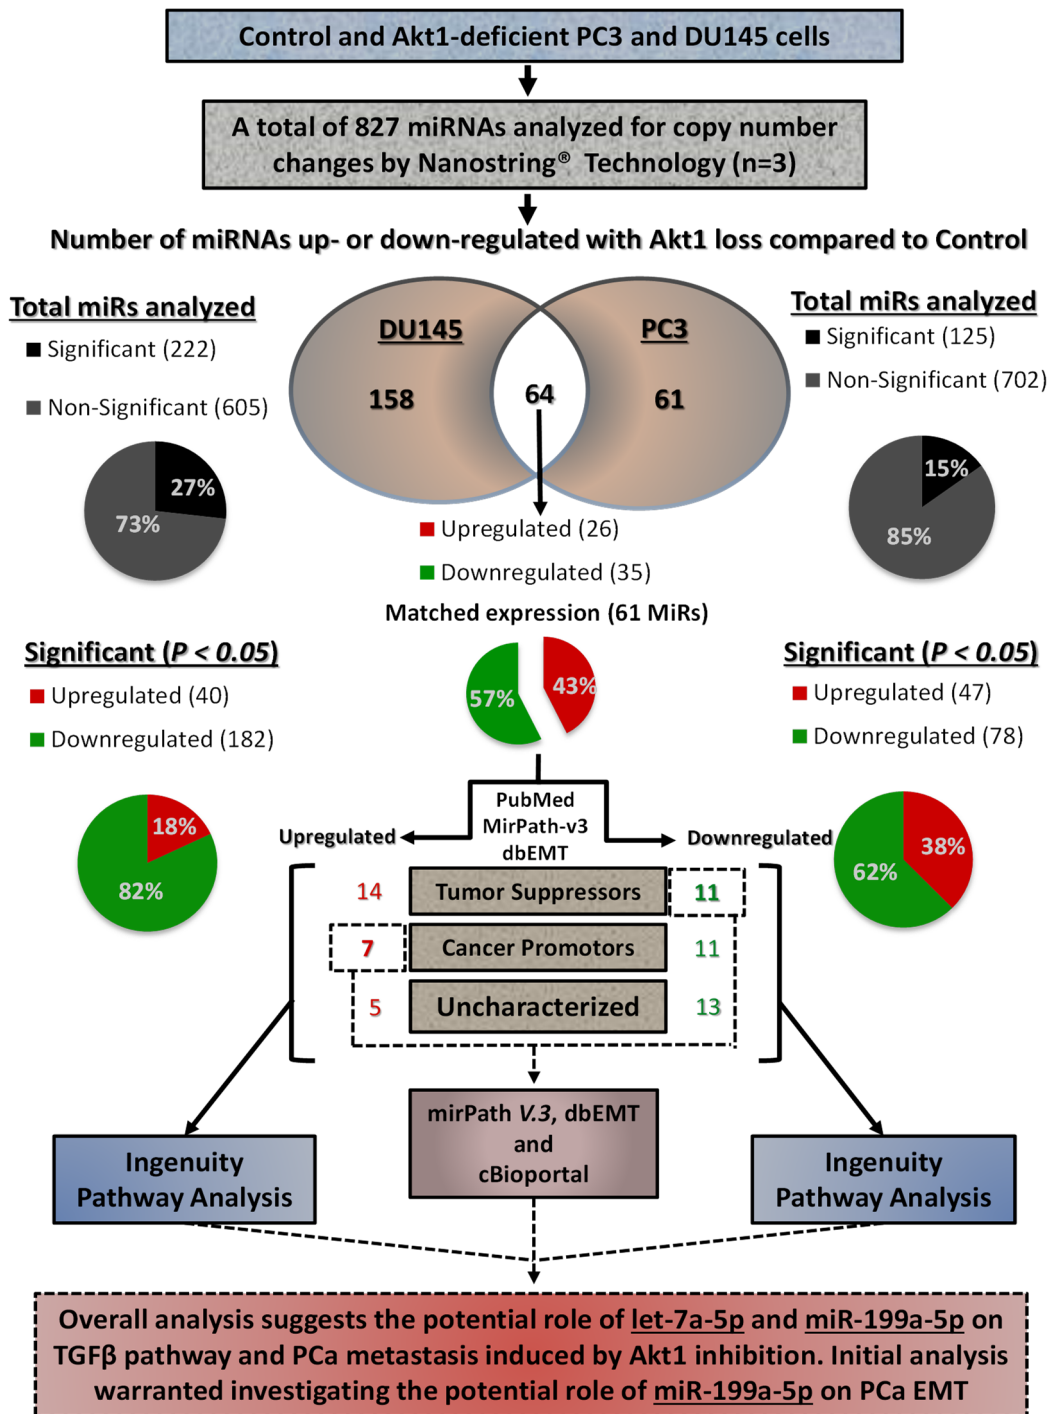 Control and Akt1-deficient PC3 and DU145 cells
A total of 827 miRNAs analyzed for copy number
changes by Nanostring® Technology (n=3)
Number of miRNAs up- or down-regulated with Akt1 loss compared to Control
Total miRs analyzed
Significant (222)
Non-Significant (605)
27%
73%
DU145
158
64
PC3
61
Total miRs analyzed
Significant (125)
Non-Significant (702)
15%
85%
Upregulated (26)
Downregulated (35)
Matched expression (61 MiRs)
57%
43%
Significant (P < 0.05)
Upregulated (40)
Downregulated (182)
18%
82%
Significant (P < 0.05)
Upregulated (47)
Downregulated (78)
38%
62%
PubMed
MirPath-v3
dbEMT
Upregulated
Downregulated
14
Tumor Suppressors
11
7
Cancer Promotors
11
5
Uncharacterized
13
mirPath V.3, dbEMT
and
cBioportal
Ingenuity
Pathway Analysis
Ingenuity
Pathway Analysis
Overall analysis suggests the potential role of let-7a-5p and miR-199a-5p on
TGFβ pathway and PCa metastasis induced by Akt1 inhibition. Initial analysis
warranted investigating the potential role of miR-199a-5p on PCa EMT